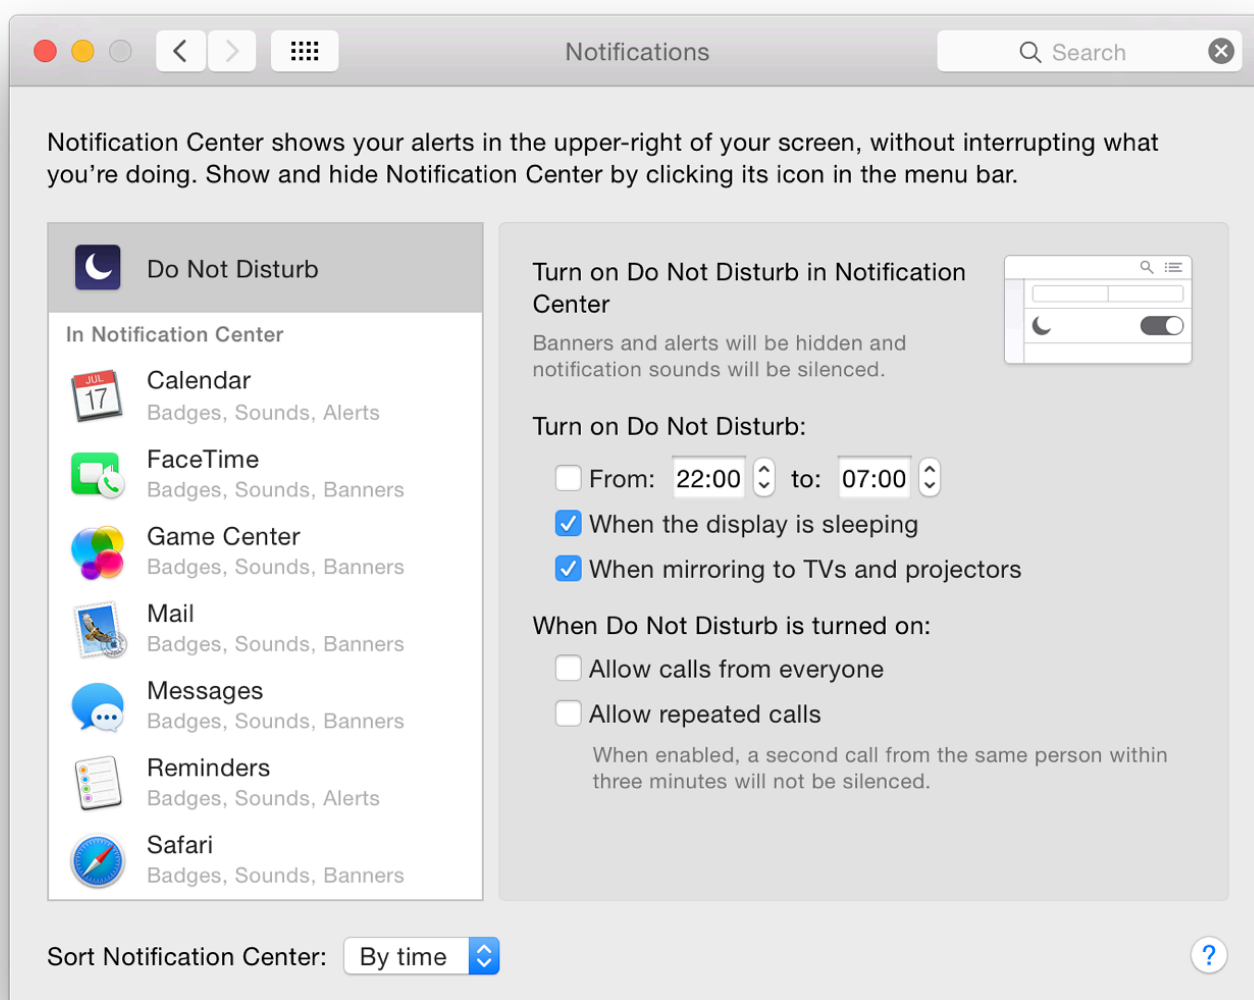 Notifications
Search
Notification Center shows your alerts in the upper-right of your screen, without interrupting what
you’re doing. Show and hide Notification Center by clicking its icon in the menu bar.
Do Not Disturb
In Notification Center
JUL
17
Calendar
Badges, Sounds, Alerts
FaceTime
Badges, Sounds, Banners
Game Center
Badges, Sounds, Banners
Mail
Badges, Sounds, Banners
Messages
Badges, Sounds, Banners
Reminders
Badges, Sounds, Alerts
Safari
Badges, Sounds, Banners
Turn on Do Not Disturb in Notification
Center
Banners and alerts will be hidden and
notification sounds will be silenced.
Turn on Do Not Disturb:
From: 22:00 to: 07:00
When the display is sleeping
When mirroring to TVs and projectors
When Do Not Disturb is turned on:
Allow calls from everyone
Allow repeated calls
When enabled, a second call from the same person within
three minutes will not be silenced.
Sort Notification Center: By time
?